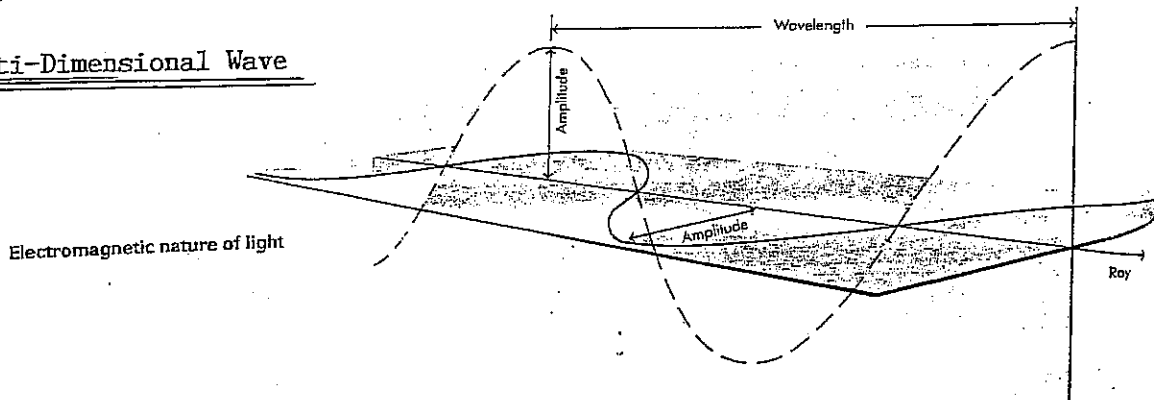 Wavelength
ti-Dimensional Wave
Amplitude
Amplitude
Electromagnetic nature of light
Ray